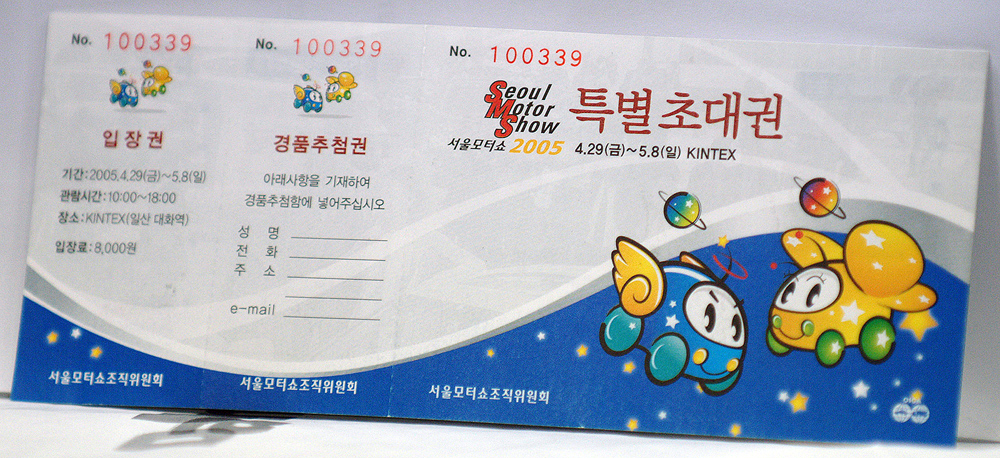 No. 100339
입장권
기간:2005.4.29(금)~5.8(일)
관람시간:10:00~18:00
장소:KINTEX(일산 대화역)
입장료:8,000원
서울모터쇼조직위원회
No. 100339
경품추첨권
아래사항을 기재하여
경품추첨함에 넣어주십시오
성 명
전 화
주 소
e-mail
서울모터쇼조직위원회
No. 100339
Seoul
Motor
Show
서울모터쇼 2005
특별초대권
4.29(금)~5.8(일) KINTEX
서울모터쇼조직위원회